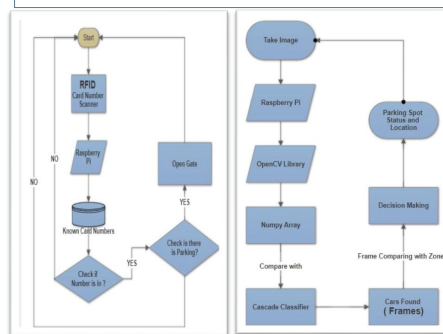 Start
RFID
Card Number
Scanner
Raspberry
Pi
NO
NO
Open Gate
YES
Known Card Numbers
Check if
Number is in ?
YES
Check is there
is Parking?
Take Image
Raspberry Pi
OpenCV Library
Numpy Array
Compare with
Cascade Classifier
Cars Found
( Frames)
Frame Comparing with Zone
Decision Making
Parking Spot
Status and
Location